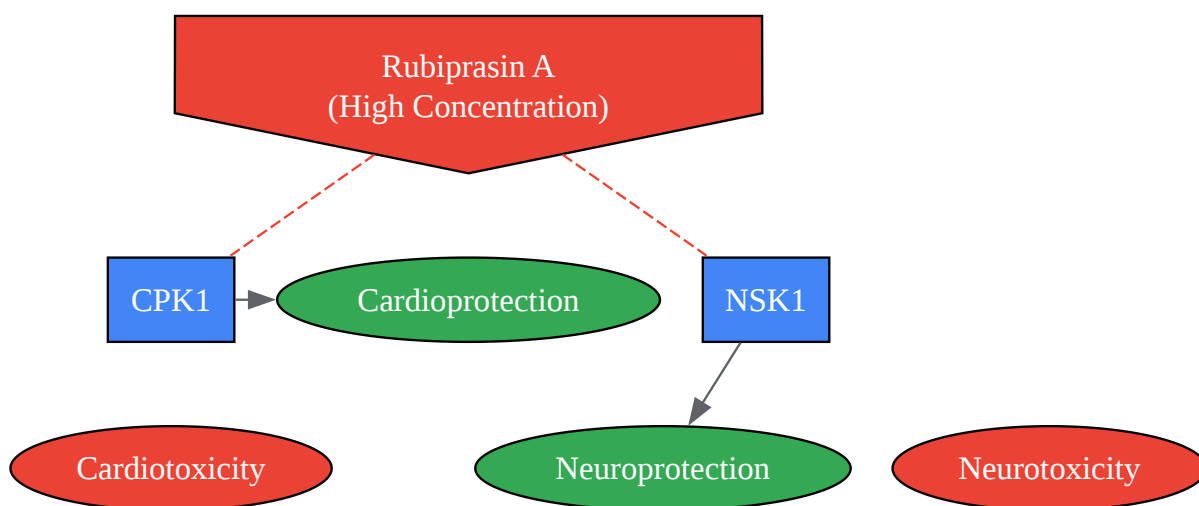 Rubiprasin A
(High Concentration)
CPK1
Cardioprotection
NSK1
Cardiotoxicity
Neuroprotection
Neurotoxicity